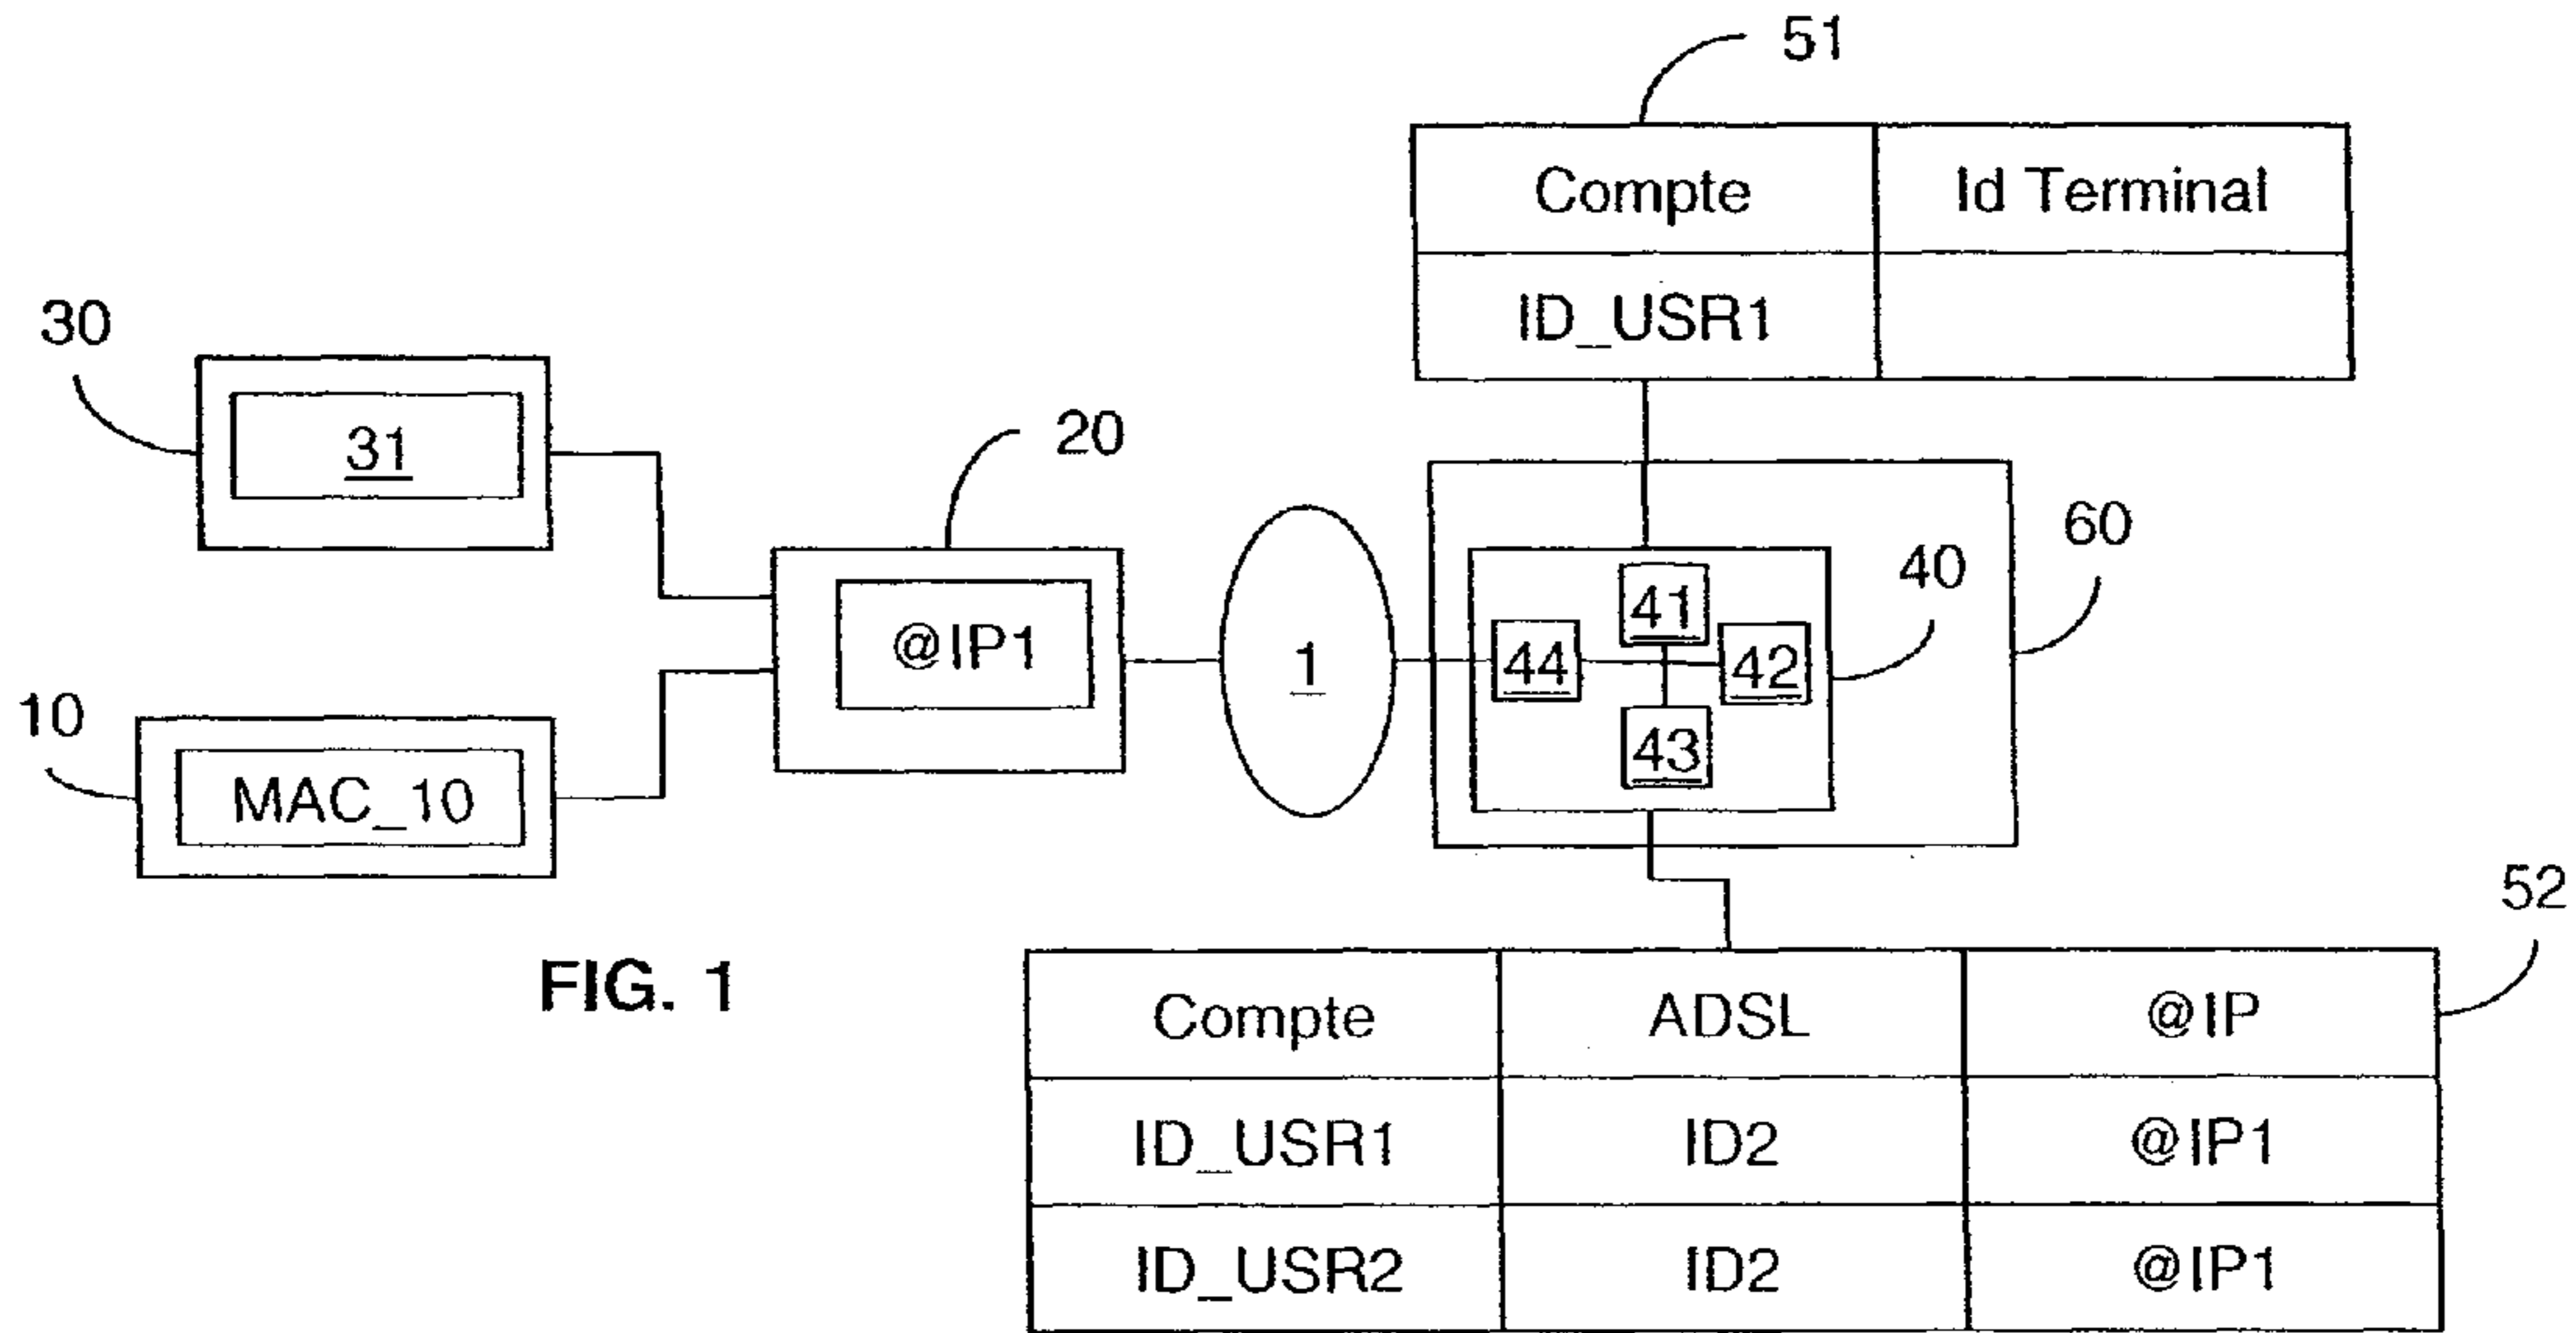 51
Compte Id Terminal
ID_USR1
30
31
20
@IP1
10
MAC_10
1
60
40
41
44 42
43
52
FIG. 1
Compte ADSL @IP
ID_USR1 ID2 @IP1
ID_USR2 ID2 @IP1